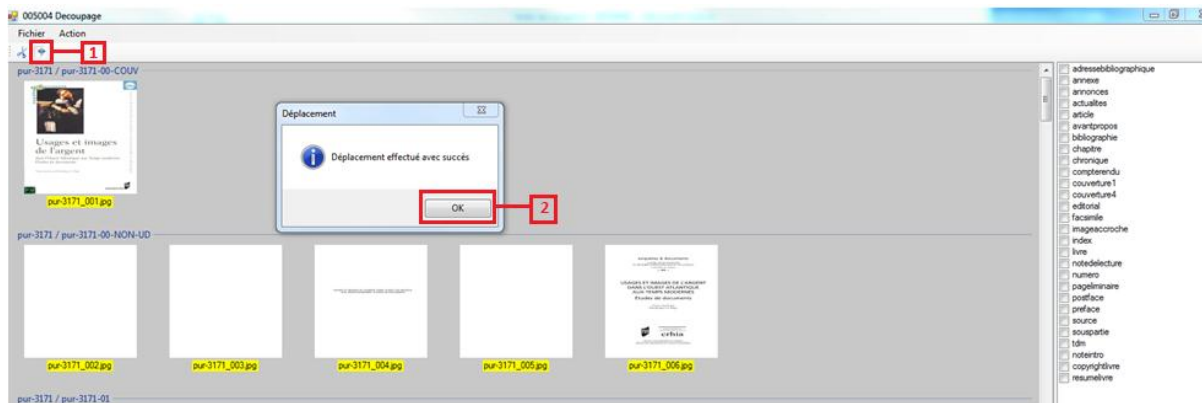 005004 Decoupage
Fichier Action
1
pur-3171 / pur-3171-00-COUV
Usages et images
de l'argent
pur-3171_001.jpg
Déplacement
Déplacement effectué avec succès
OK
2
pur-3171 / pur-3171-00-NON-UD
USAGES ET IMAGES DE L'ARGENT
DANS L'OUEST ATLANTIQUE
AUX TEMPS MODERNES
Études de documents
erhia
pur-3171_002.jpg
pur-3171_003.jpg
pur-3171_004.jpg
pur-3171_005.jpg
pur-3171_006.jpg
pur-3171 / pur-3171-01
adressebibliographique
annexe
annonces
actualites
article
avantpropos
bibliographie
chapitre
chronique
compterendu
couverture1
couverture4
editorial
facsimile
imageaccroche
index
livre
notedelecture
numero
pageliminaire
postface
preface
source
souspartie
tdm
noteintro
copyrightlivre
resumelivre